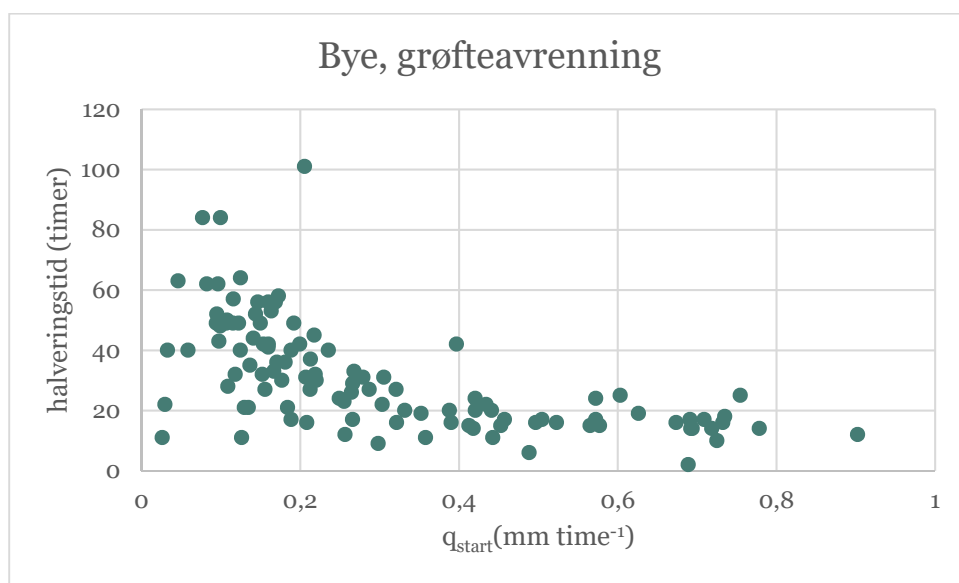 Bye, grøfteavrenning
halveringstid (timer)
120
100
80
60
40
20
0
0 0,2 0,4 0,6 0,8 1
qstart(mm time-1)